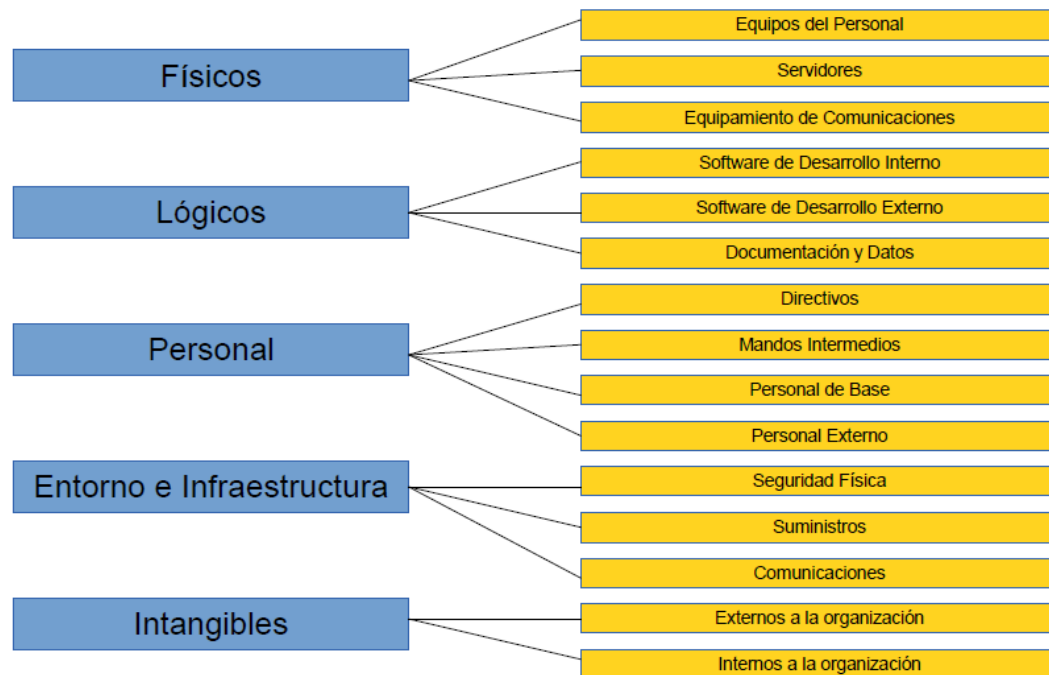 Físicos
Equipos del Personal
Servidores
Equipamiento de Comunicaciones
Lógicos
Software de Desarrollo Interno
Software de Desarrollo Externo
Documentación y Datos
Personal
Directivos
Mandos Intermedios
Personal de Base
Personal Externo
Entorno e Infraestructura
Seguridad Física
Suministros
Comunicaciones
Intangibles
Externos a la organización
Internos a la organización